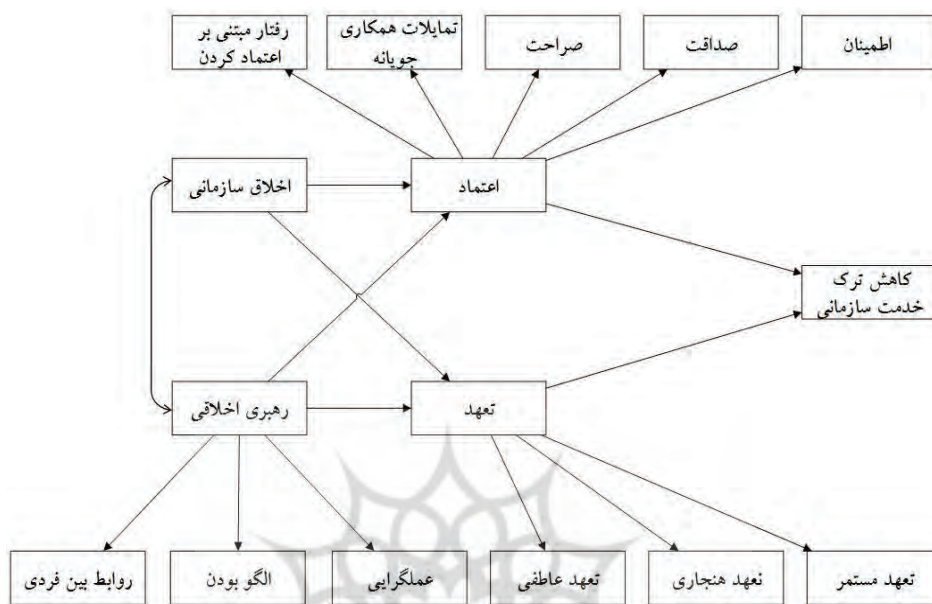 اطمینان
صداقت
صراحت
تمایلات همکاری
جویانه
رفتار مبتنی بر
اعتماد کردن
اعتماد
اخلاق سازمانی
کاهش ترک
خدمت سازمانی
تعهد
رهبری اخلاقی
تعهد مستمر
تعهد هنجاری
تعهد عاطفی
عملگرایی
الگو بودن
روابط بین فردی